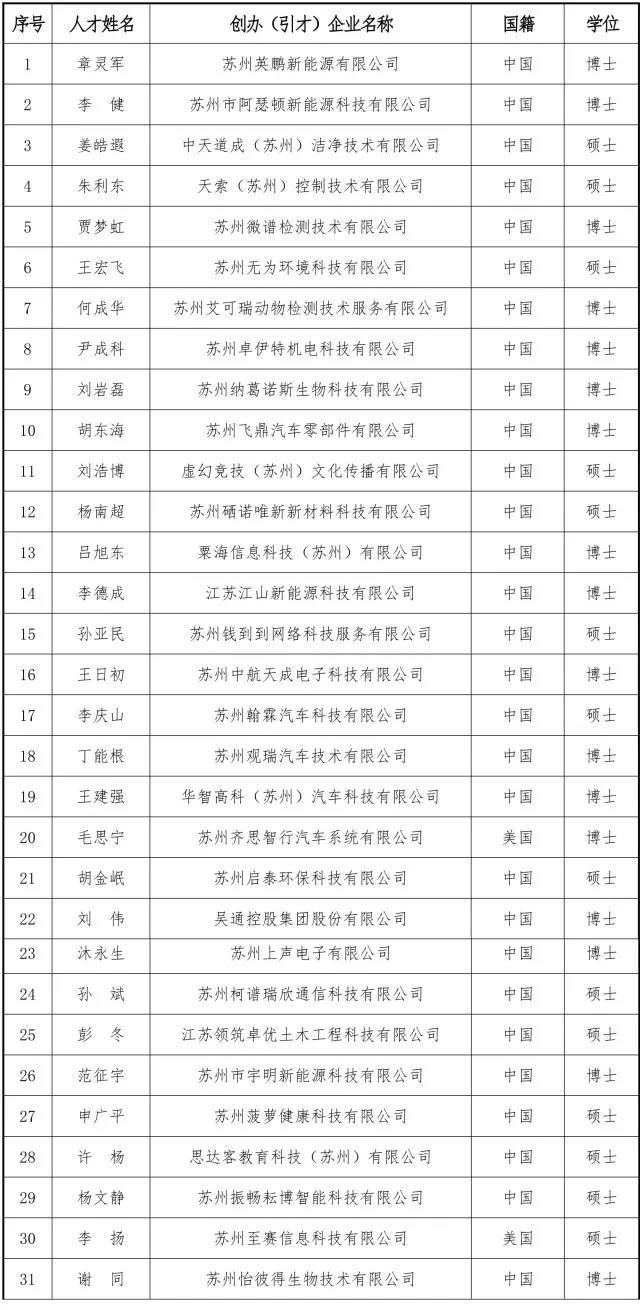 序号 人才姓名 创办（引才）企业名称 国籍 学位
1 章灵军 苏州英鹏新能源有限公司 中国 博士
2 李 健 苏州市阿瑟顿新能源科技有限公司 中国 博士
3 姜皓遐 中天道成（苏州）洁净技术有限公司 中国 硕士
4 朱利东 天索（苏州）控制技术有限公司 中国 硕士
5 贾梦虹 苏州微谱检测技术有限公司 中国 博士
6 王宏飞 苏州无为环境科技有限公司 中国 硕士
7 何成华 苏州艾可瑞动物检测技术服务有限公司 中国 博士
8 尹成科 苏州卓伊特机电科技有限公司 中国 博士
9 刘岩磊 苏州纳葛诺斯生物科技有限公司 中国 博士
10 胡东海 苏州飞鼎汽车零部件有限公司 中国 博士
11 刘浩博 虚幻竞技（苏州）文化传播有限公司 中国 硕士
12 杨南超 苏州硒诺唯新新材料科技有限公司 中国 硕士
13 吕旭东 粟海信息科技（苏州）有限公司 中国 博士
14 李德成 江苏江山新能源科技有限公司 中国 博士
15 孙亚民 苏州钱到到网络科技服务有限公司 中国 硕士
16 王日初 苏州中航天成电子科技有限公司 中国 博士
17 李庆山 苏州翰霖汽车科技有限公司 中国 硕士
18 丁能根 苏州观瑞汽车技术有限公司 中国 博士
19 王建强 华智高科（苏州）汽车科技有限公司 中国 博士
20 毛思宁 苏州齐思智行汽车系统有限公司 美国 博士
21 胡金岷 苏州启泰环保科技有限公司 中国 硕士
22 刘 伟 吴通控股集团股份有限公司 中国 博士
23 沐永生 苏州上声电子有限公司 中国 博士
24 孙 斌 苏州柯谱瑞欣通信科技有限公司 中国 硕士
25 彭 冬 江苏领筑卓优土木工程科技有限公司 中国 硕士
26 范征宇 苏州市宇明新能源科技有限公司 中国 博士
27 申广平 苏州菠萝健康科技有限公司 中国 硕士
28 许 杨 思达客教育科技（苏州）有限公司 中国 硕士
29 杨文静 苏州振畅耘博智能科技有限公司 中国 硕士
30 李 扬 苏州至赛信息科技有限公司 美国 硕士
31 谢 同 苏州怡彼得生物技术有限公司 中国 博士